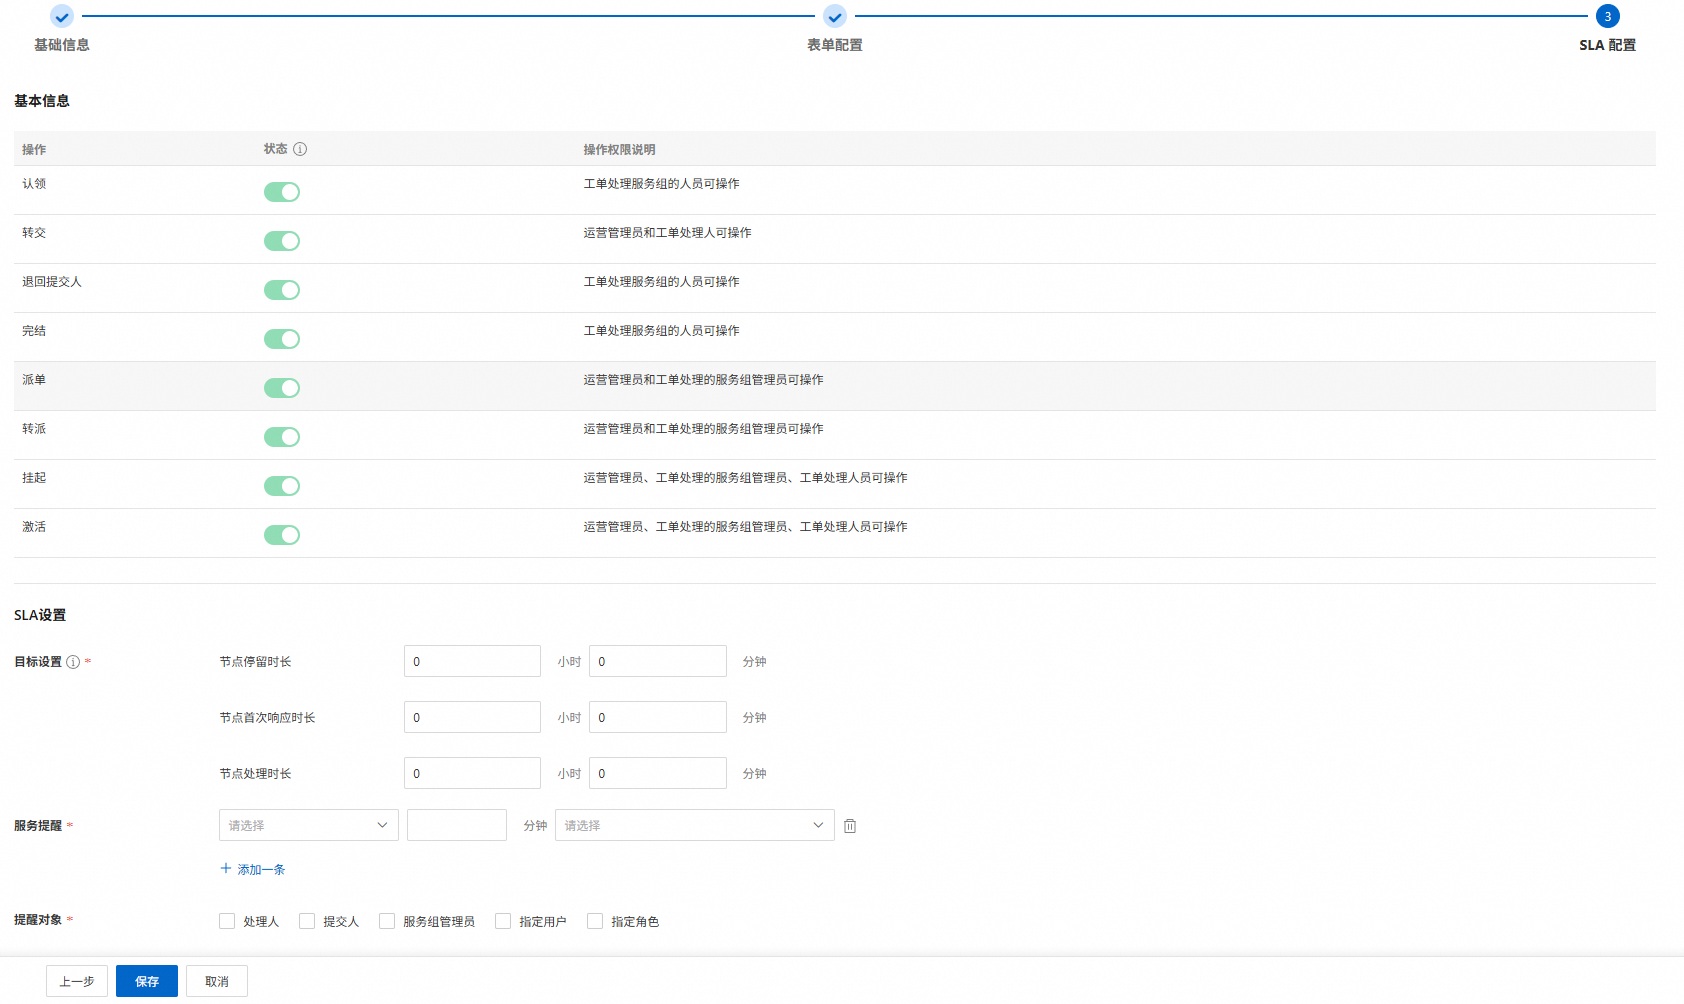 3
基础信息 表单配置 SLA 配置
基本信息
操作 状态 操作权限说明
认领 工单处理服务组的人员可操作
转交 运营管理员和工单处理人可操作
退回提交人 工单处理服务组的人员可操作
完结 工单处理服务组的人员可操作
派单 运营管理员和工单处理的服务组管理员可操作
转派 运营管理员和工单处理的服务组管理员可操作
挂起 运营管理员、工单处理的服务组管理员、工单处理人员可操作
激活 运营管理员、工单处理的服务组管理员、工单处理人员可操作
SLA设置
目标设置 * 节点停留时长 0 小时 0 分钟
节点首次响应时长 0 小时 0 分钟
节点处理时长 0 小时 0 分钟
服务提醒 * 请选择 分钟 请选择
+ 添加一条
提醒对象 * 处理人 提交人 服务组管理员 指定用户 指定角色
上一步 保存 取消